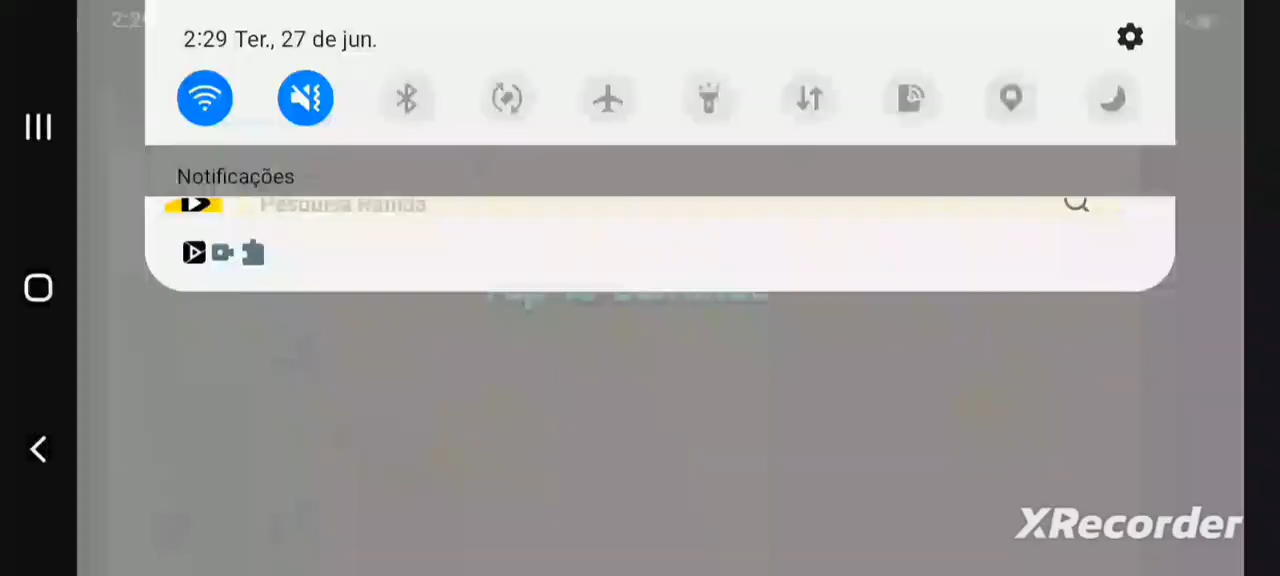 2:29 Ter., 27 de jun.
Notificações
Pesquisa Rápida
XRecorder